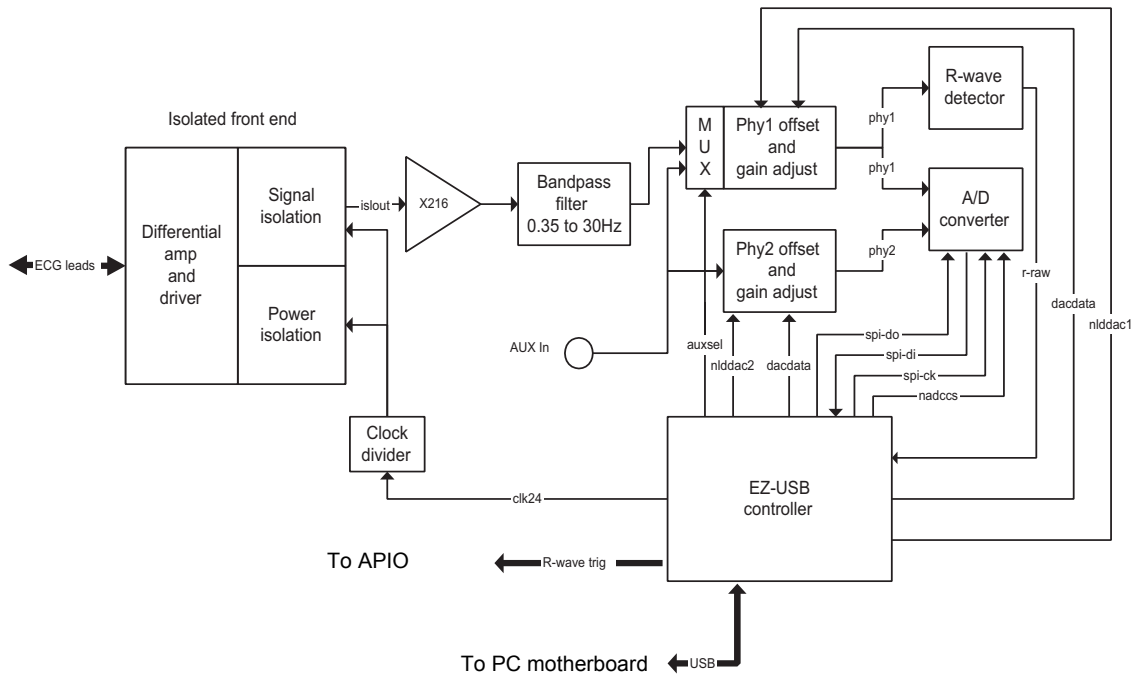 Isolated front end
Differential
amp
and
driver
Signal
isolation
Power
isolation
ECG leads
islout
X216
Bandpass
filter
0.35 to 30Hz
M
U
X
Phy1 offset
and
gain adjust
phy1
phy1
R-wave
detector
A/D
converter
Phy2 offset
and
gain adjust
phy2
r-raw
dacdata
nlddac1
AUX In
auxsel
nlddac2
dacdata
spi-do
spi-di
spi-ck
nadccs
Clock
divider
clk24
EZ-USB
controller
To APIO
R-wave trig
To PC motherboard
USB